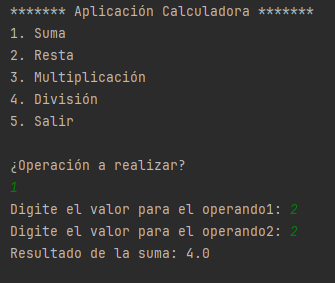 ******* Aplicación Calculadora *******
1. Suma
2. Resta
3. Multiplicación
4. División
5. Salir
¿Operación a realizar?
1
Digite el valor para el operando1: 2
Digite el valor para el operando2: 2
Resultado de la suma: 4.0